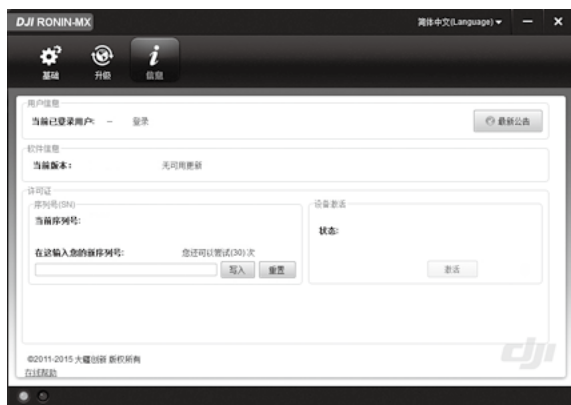 DJI RONIN-MX 简体中文(Language)
基础 升级 信息
用户信息
当前已登录用户: - 登录 最新公告
软件信息
当前版本: 无可用更新
许可证
序列号(SN) 设备激活
当前序列号:
状态:
在这输入您的新序列号: 您还可以尝试(30)次
写入 重置 激活
©2011-2015 大疆创新 版权所有
在线帮助
dji